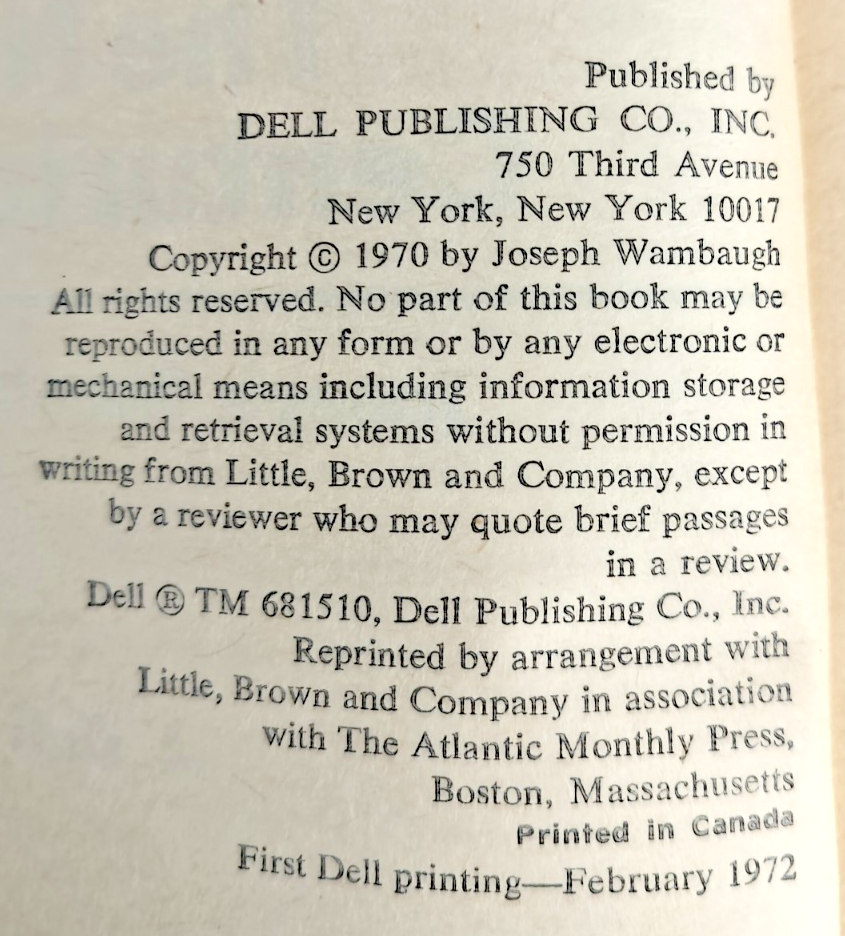 Published by
DELL PUBLISHING CO., INC.
750 Third Avenue
New York, New York 10017
Copyright © 1970 by Joseph Wambaugh
All rights reserved. No part of this book may be
reproduced in any form or by any electronic or
mechanical means including information storage
and retrieval systems without permission in
writing from Little, Brown and Company, except
by a reviewer who may quote brief passages
in a review.
Dell ® TM 681510, Dell Publishing Co., Inc.
Reprinted by arrangement with
Little, Brown and Company in association
with The Atlantic Monthly Press,
Boston, Massachusetts
Printed in Canada
First Dell printing—February 1972